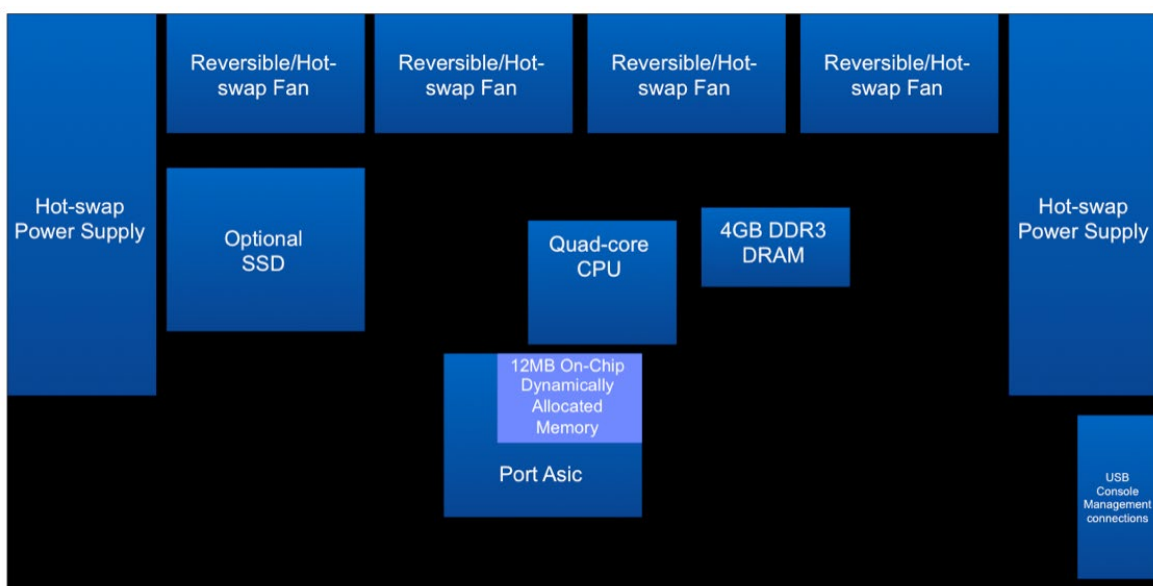 Reversible/Hot-
swap Fan
Reversible/Hot-
swap Fan
Reversible/Hot-
swap Fan
Reversible/Hot-
swap Fan
Hot-swap
Power Supply
Optional
SSD
Quad-core
CPU
4GB DDR3
DRAM
Hot-swap
Power Supply
12MB On-Chip
Dynamically
Allocated
Memory
Port Asic
USB
Console
Management
connections